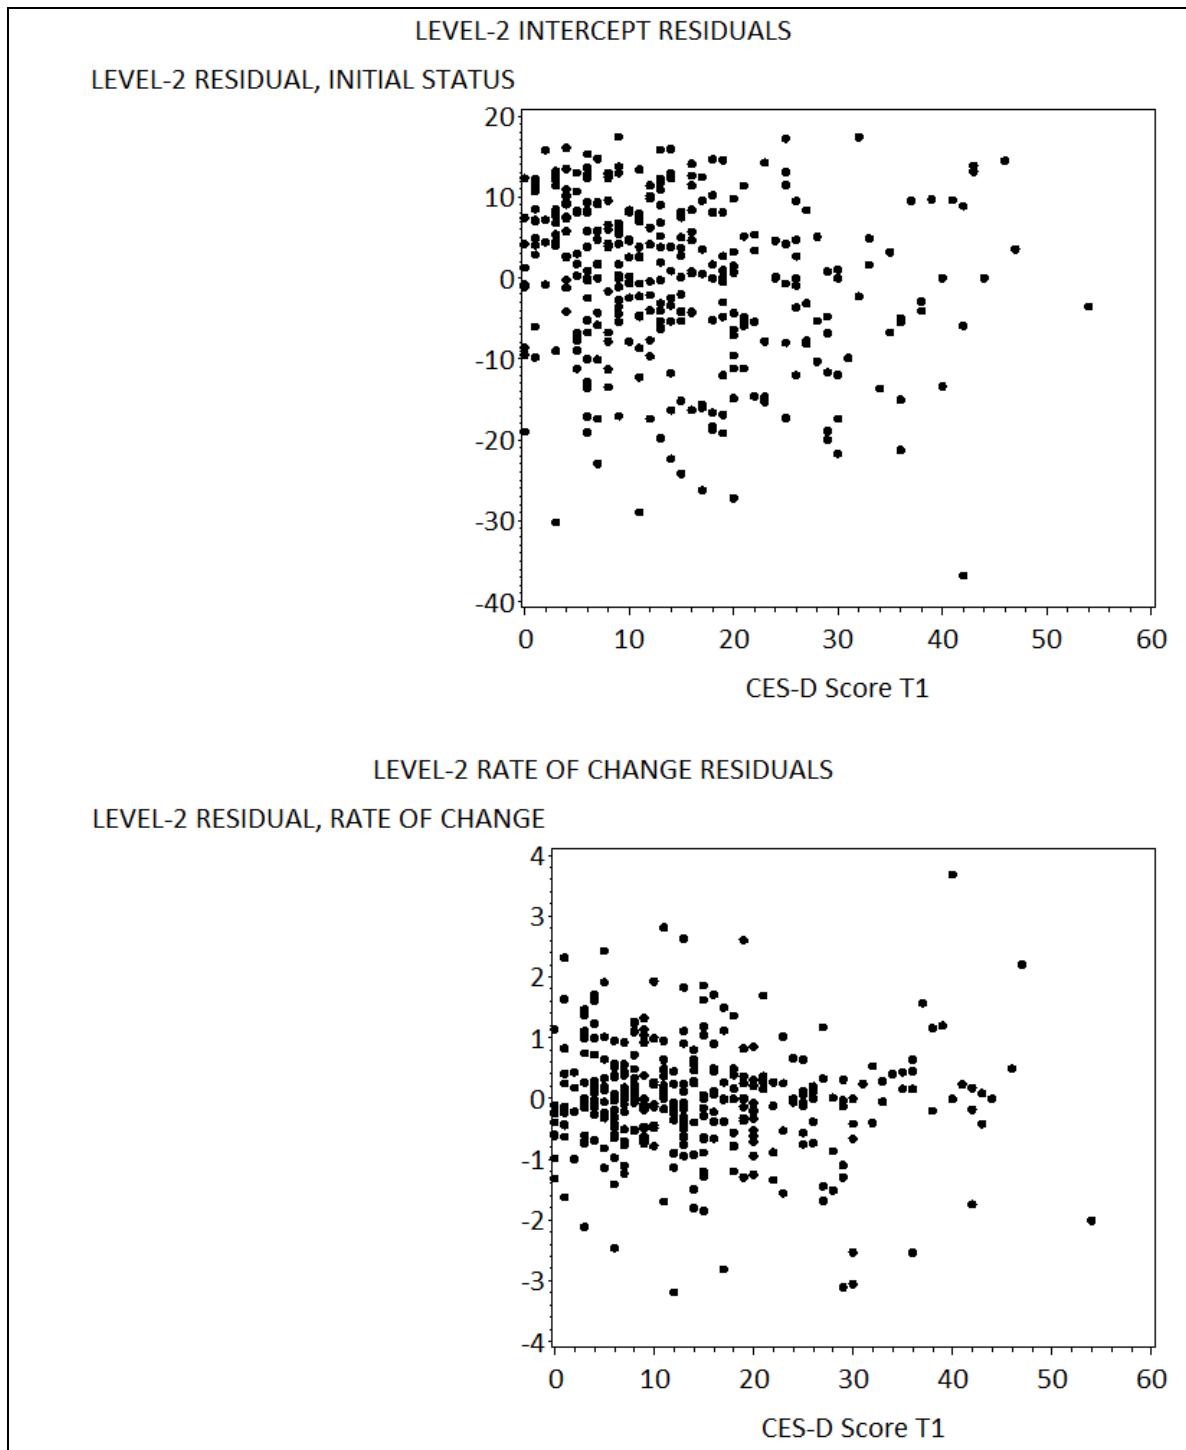 LEVEL-2 INTERCEPT RESIDUALS
LEVEL-2 RESIDUAL, INITIAL STATUS
20
10
0
-10
-20
-30
-40
0 10 20 30 40 50 60
CES-D Score T1
LEVEL-2 RATE OF CHANGE RESIDUALS
LEVEL-2 RESIDUAL, RATE OF CHANGE
4
3
2
1
0
-1
-2
-3
-4
0 10 20 30 40 50 60
CES-D Score T1